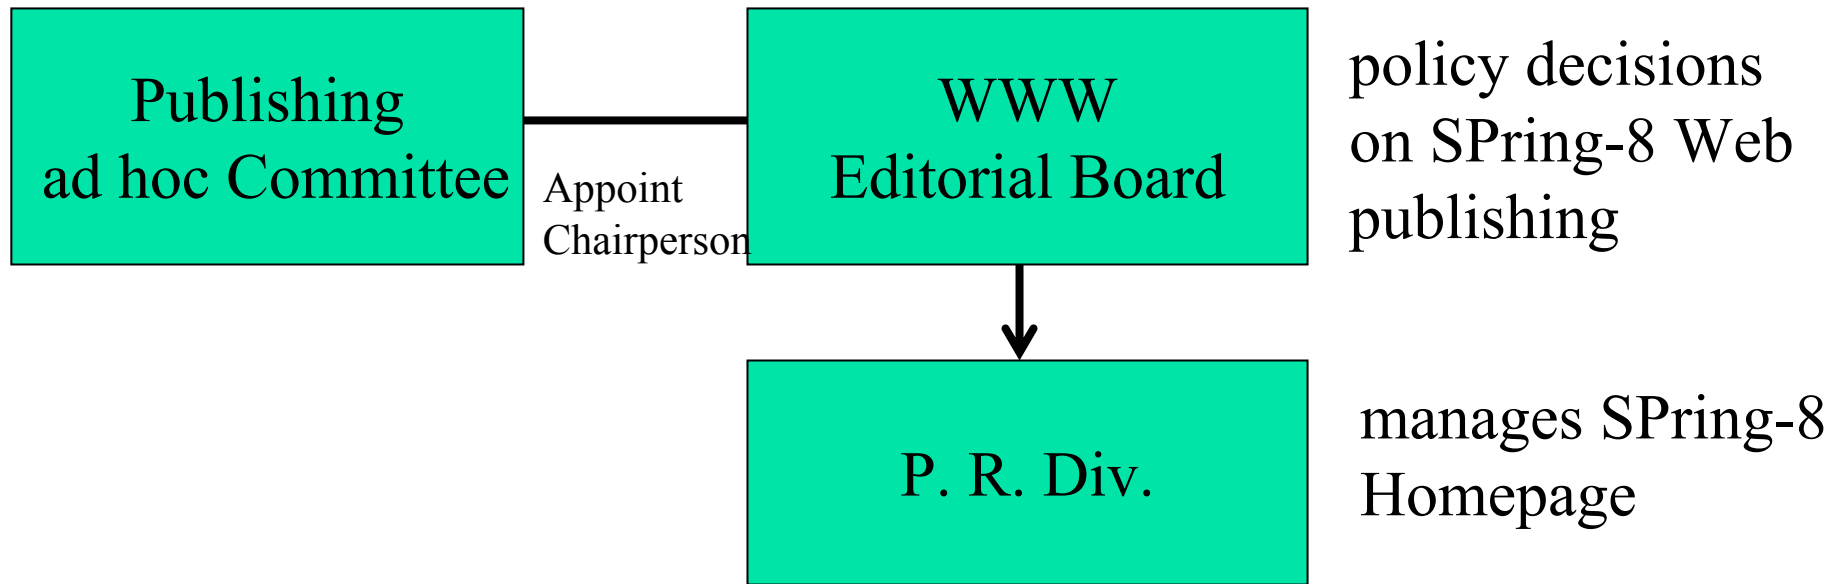 Publishing
ad hoc Committee
Appoint
Chairperson
WWW
Editorial Board
policy decisions
on SPring-8 Web
publishing
P. R. Div.
manages SPring-8
Homepage